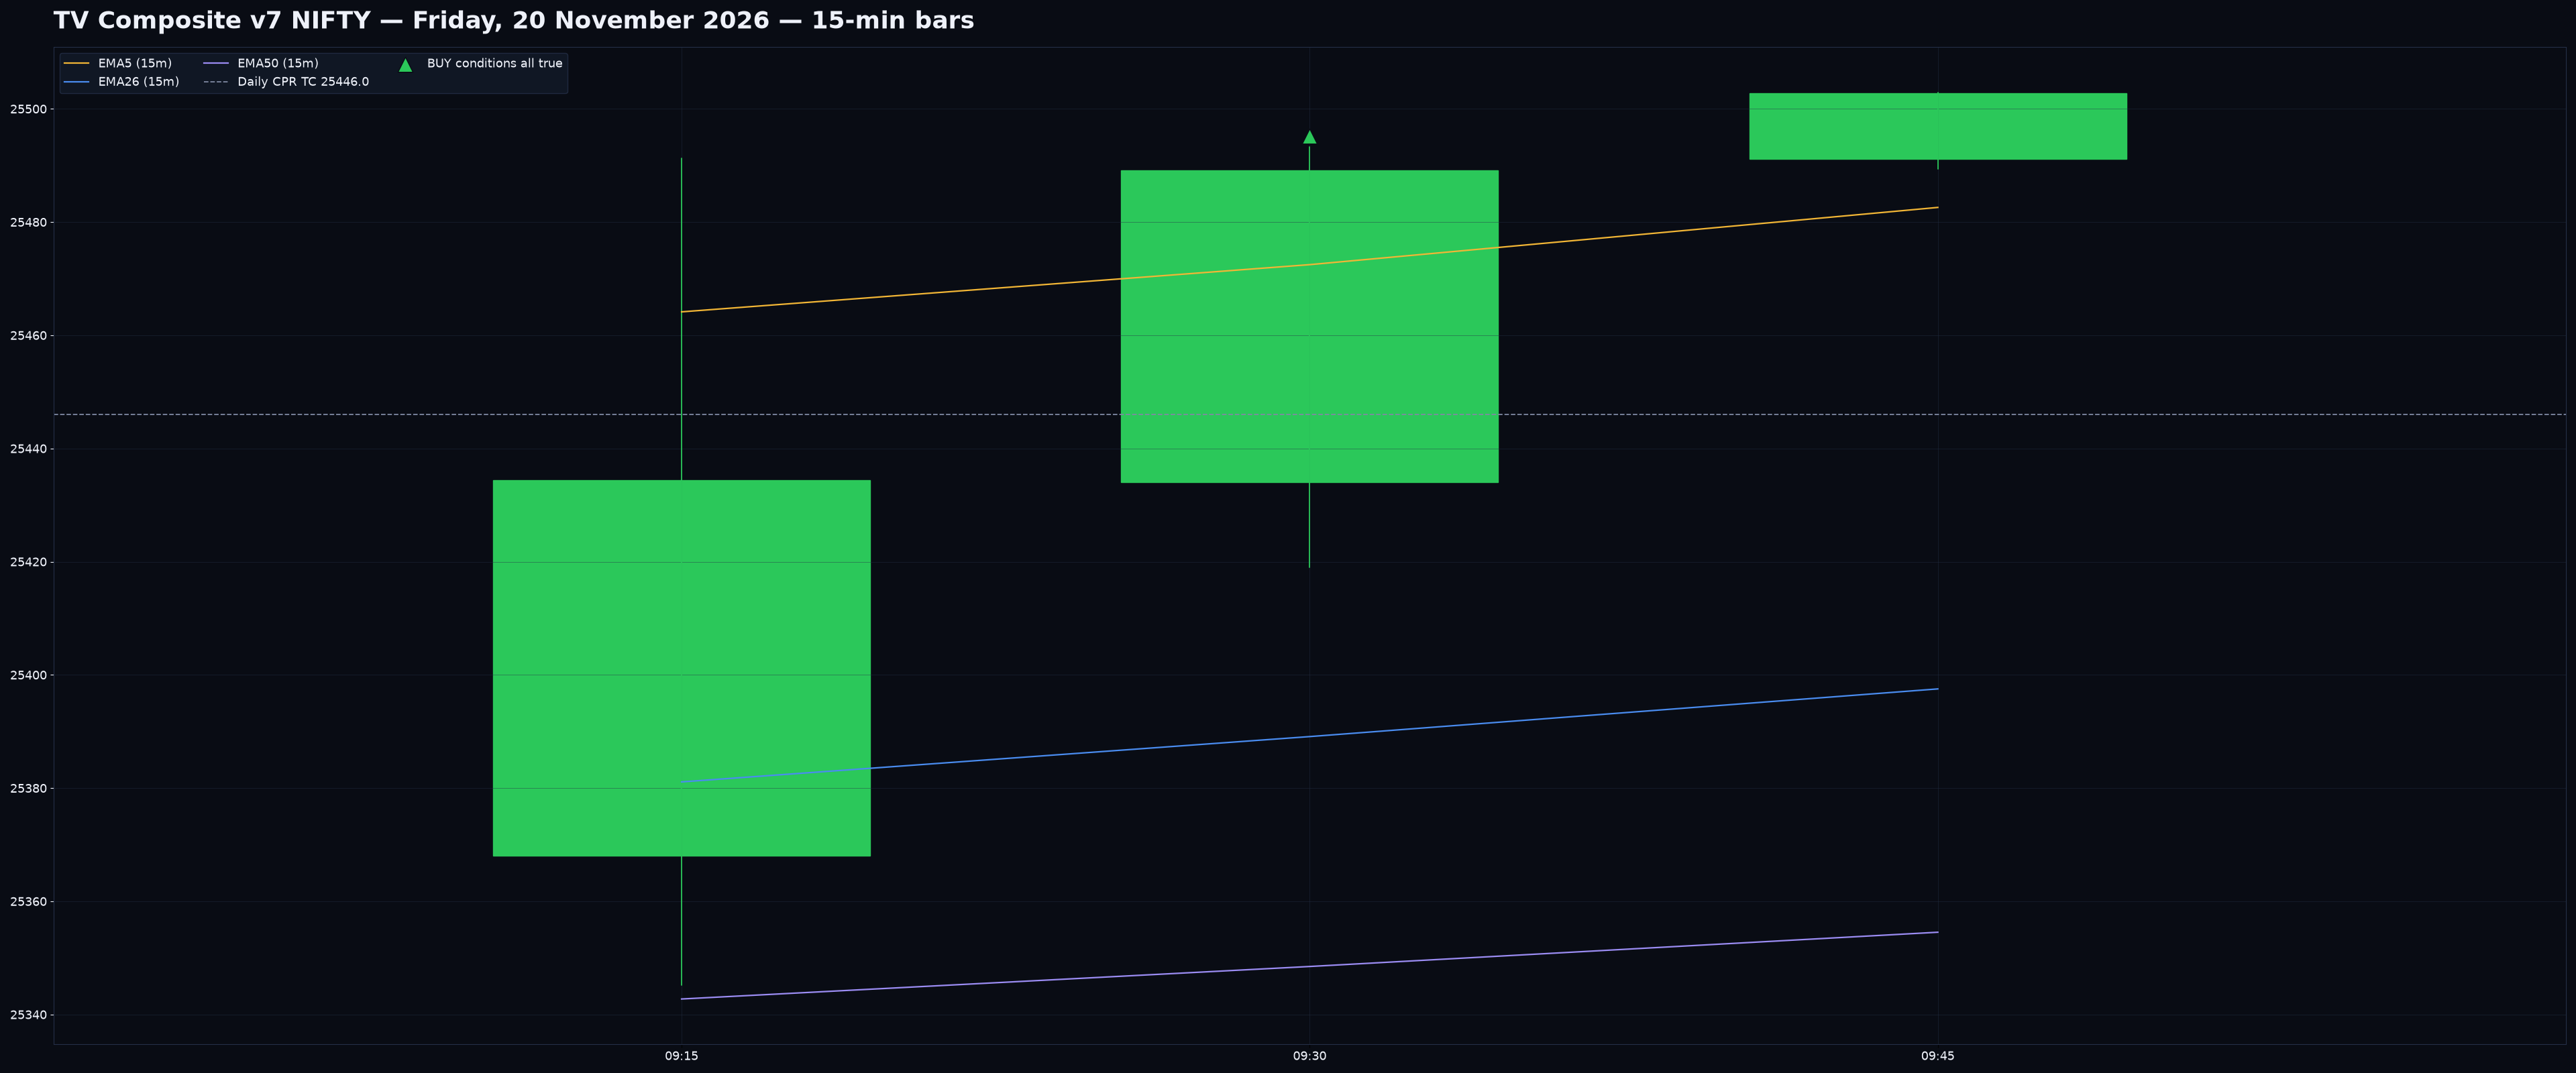 TV Composite v7 NIFTY — Friday, 20 November 2026 — 15-min bars
EMA5 (15m)
EMA26 (15m)
EMA50 (15m)
Daily CPR TC 25446.0
BUY conditions all true
25500
25480
25460
25440
25420
25400
25380
25360
25340
09:15
09:30
09:45